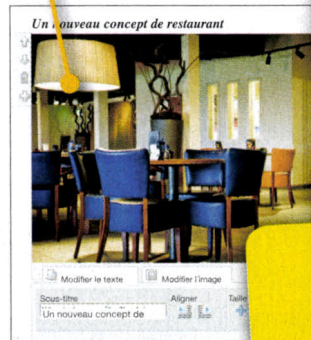 Un nouveau concept de restaurant
Modifier le texte
Modifier l'image
Sous-titre
Aligner
Taille
Un nouveau concept de